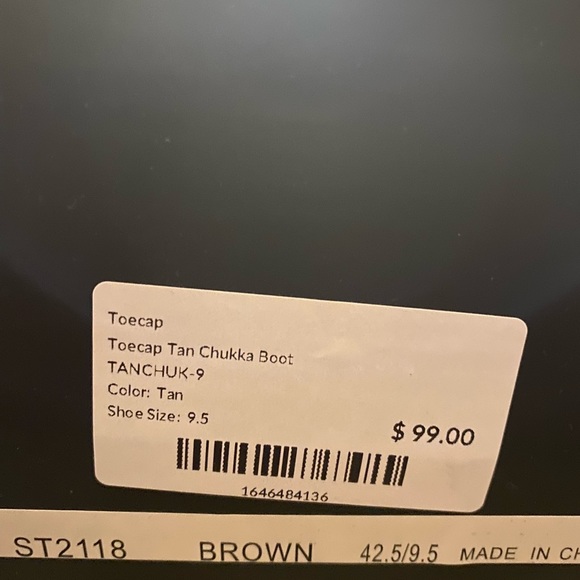 Toecap
Toecap Tan Chukka Boot
TANCHUK-9
Color: Tan
Shoe Size: 9.5
$ 99.00
1646484136
ST2118 BROWN 42.5/9.5 MADE IN CH